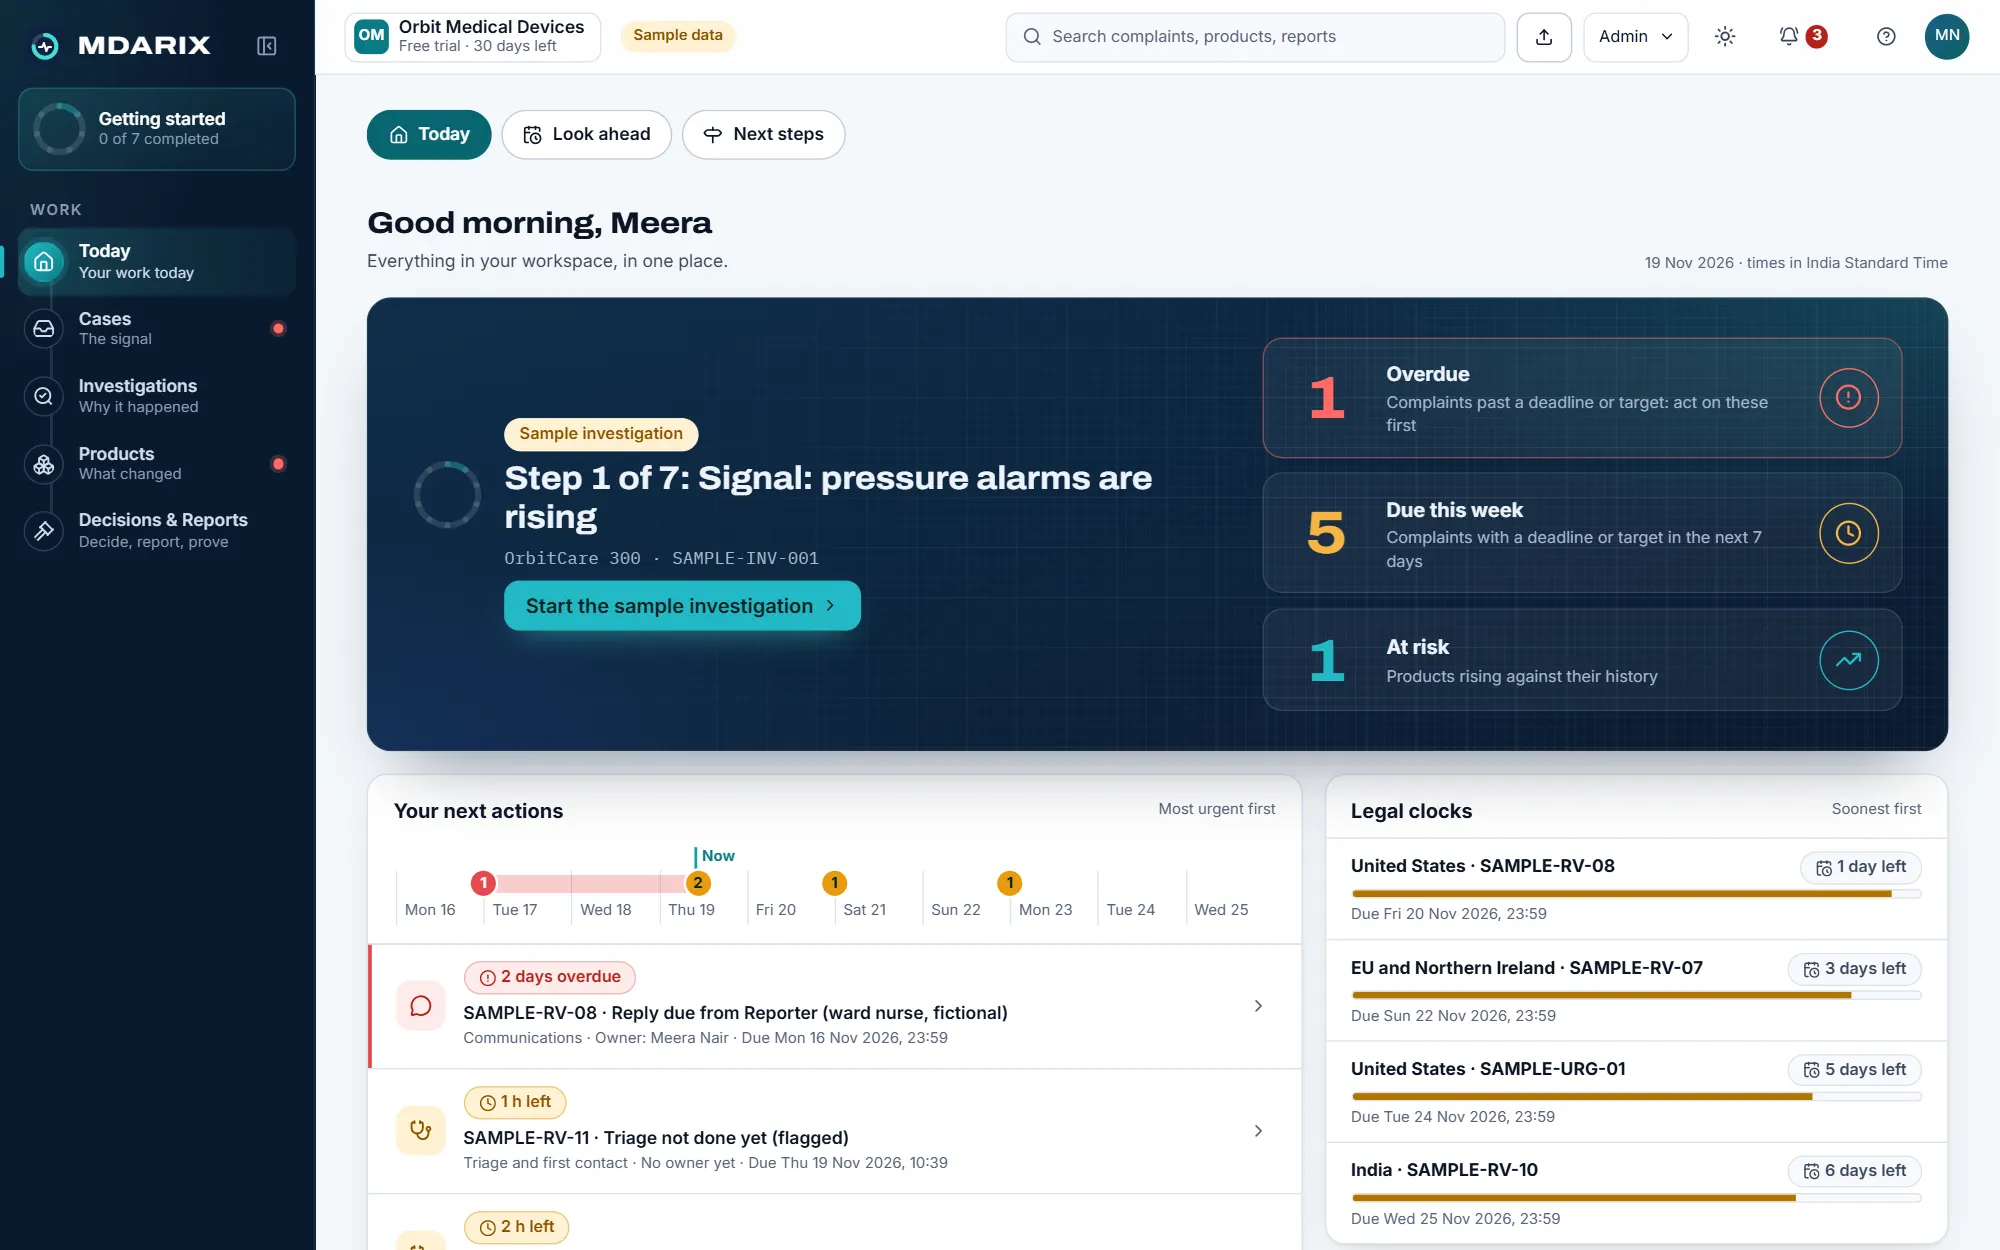 MDARIX
Getting started
0 of 7 completed
WORK
Today
Your work today
Cases
The signal
Investigations
Why it happened
Products
What changed
Decisions & Reports
Decide, report, prove
OM
Orbit Medical Devices
Free trial · 30 days left
Sample data
Search complaints, products, reports
Admin
3
MN
Today
Look ahead
Next steps
Good morning, Meera
Everything in your workspace, in one place.
19 Nov 2026 · times in India Standard Time
Sample investigation
Step 1 of 7: Signal: pressure alarms are
rising
OrbitCare 300 · SAMPLE-INV-001
Start the sample investigation
1
Overdue
Complaints past a deadline or target: act on these
first
5
Due this week
Complaints with a deadline or target in the next 7
days
1
At risk
Products rising against their history
Your next actions
Most urgent first
Now
1
2
1
1
Mon 16
Tue 17
Wed 18
Thu 19
Fri 20
Sat 21
Sun 22
Mon 23
Tue 24
Wed 25
2 days overdue
SAMPLE-RV-08 · Reply due from Reporter (ward nurse, fictional)
Communications · Owner: Meera Nair · Due Mon 16 Nov 2026, 23:59
1 h left
SAMPLE-RV-11 · Triage not done yet (flagged)
Triage and first contact · No owner yet · Due Thu 19 Nov 2026, 10:39
2 h left
Legal clocks
Soonest first
United States · SAMPLE-RV-08
1 day left
Due Fri 20 Nov 2026, 23:59
EU and Northern Ireland · SAMPLE-RV-07
3 days left
Due Sun 22 Nov 2026, 23:59
United States · SAMPLE-URG-01
5 days left
Due Tue 24 Nov 2026, 23:59
India · SAMPLE-RV-10
6 days left
Due Wed 25 Nov 2026, 23:59